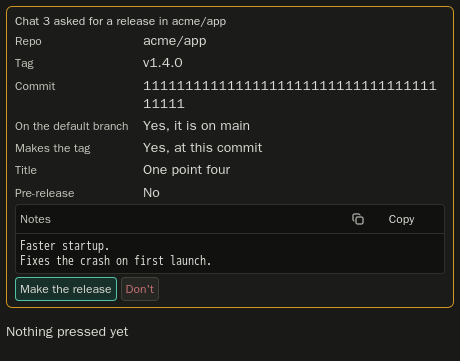 Chat 3 asked for a release in acme/app
Repo acme/app
Tag v1.4.0
Commit 11111111111111111111111111111111111
11111
On the default branch Yes, it is on main
Makes the tag Yes, at this commit
Title One point four
Pre-release No
Notes Copy
Faster startup.
Fixes the crash on first launch.
Make the release Don't
Nothing pressed yet